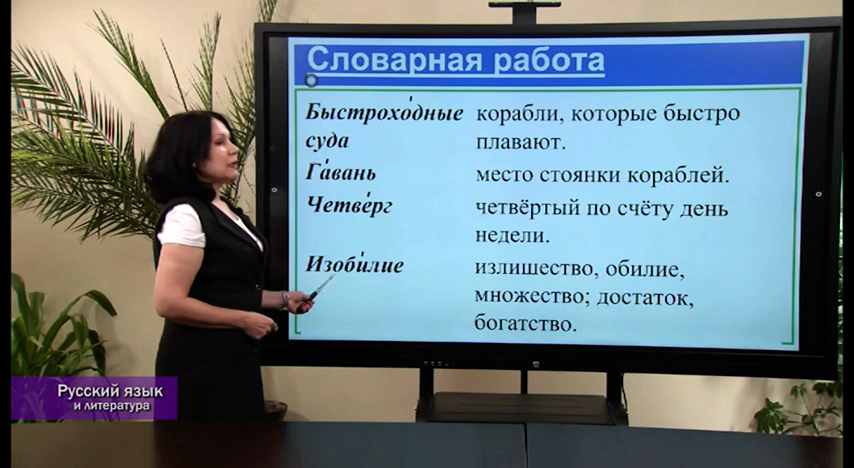 Словарная работа
Быстрохо́дные корабли, которые быстро
суда плавают.
Га́вань место стоянки кораблей.
Четве́рг четвёртый по счёту день
недели.
Изоби́лие излишество, обилие,
множество; достаток,
богатство.
Русский язык
и литература